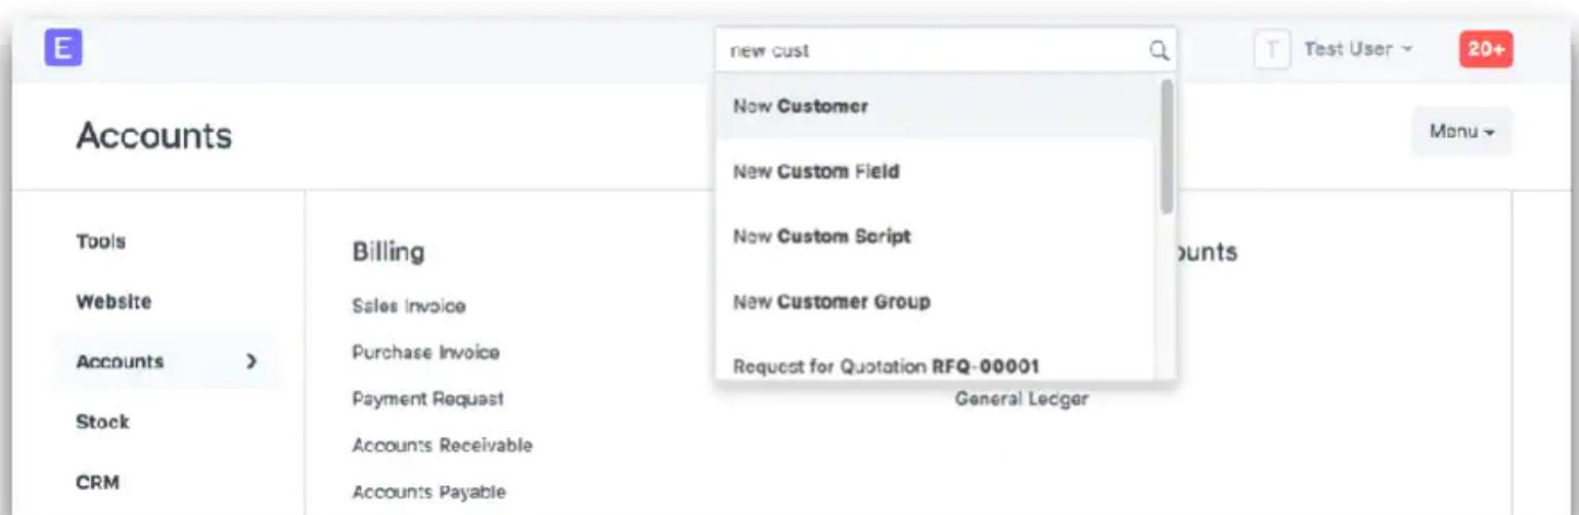 E
new cust
T
Test User
20+
Accounts
Menu
New Customer
New Custom Field
New Custom Script
New Customer Group
Request for Quotation RFQ-00001
Tools
Website
Accounts
Stock
CRM
Billing
Sales Invoice
Purchase Invoice
Payment Request
Accounts Receivable
Accounts Payable
ounts
General Ledger